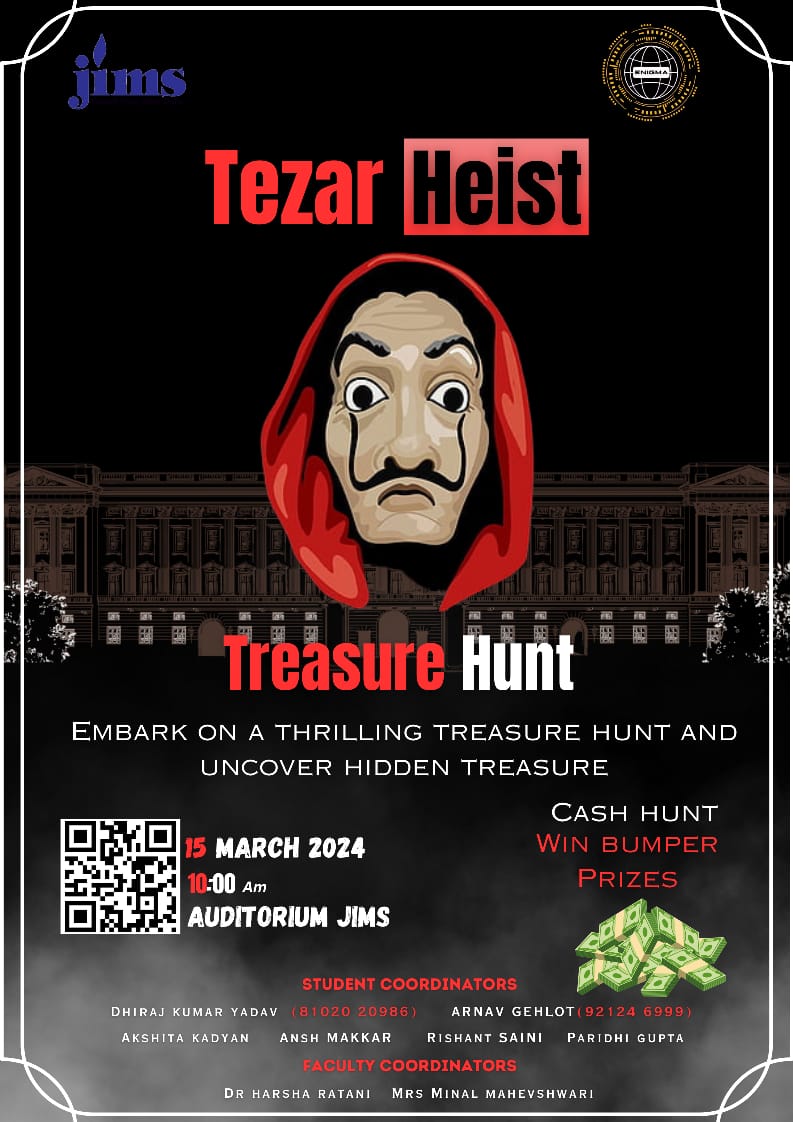 jims
ENIGMA
Tezar Heist
Treasure Hunt
EMBARK ON A THRILLING TREASURE HUNT AND
UNCOVER HIDDEN TREASURE
CASH HUNT
WIN BUMPER
PRIZES
15 MARCH 2024
10:00 Am
AUDITORIUM JIMS
STUDENT COORDINATORS
DHIRAJ KUMAR YADAV (81020 20986) ARNAV GEHLOT(92124 6999)
AKSHITA KADYAN ANSH MAKKAR RISHANT SAINI PARIDHI GUPTA
FACULTY COORDINATORS
DR HARSHA RATANI MRS MINAL MAHEVSHWARI